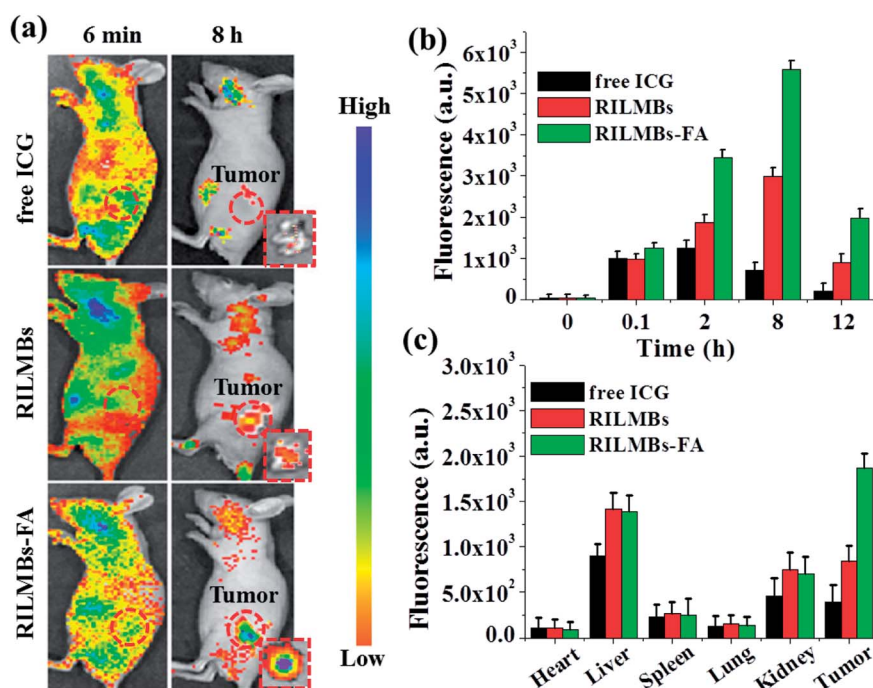 (a)
6 min
8 h
free ICG
RILMBs
RILMBs-FA
Tumor
Tumor
Tumor
High
Low
(b)
Fluorescence (a.u.)
6x10³
5x10³
4x10³
3x10³
2x10³
1x10³
0
free ICG
RILMBs
RILMBs-FA
0 0.1 2 8 12
Time (h)
(c)
Fluorescence (a.u.)
3.0x10³
2.5x10³
2.0x10³
1.5x10³
1.0x10³
5.0x10²
0.0
free ICG
RILMBs
RILMBs-FA
Heart Liver Spleen Lung Kidney Tumor